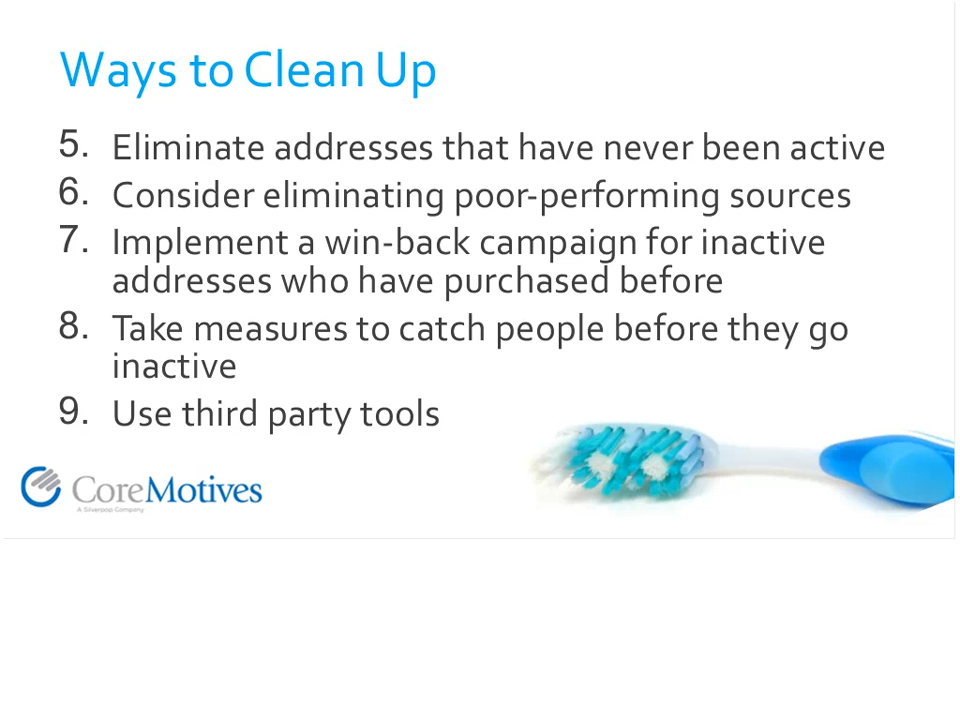 Ways to Clean Up
5. Eliminate addresses that have never been active
6. Consider eliminating poor-performing sources
7. Implement a win-back campaign for inactive
addresses who have purchased before
8. Take measures to catch people before they go
inactive
9. Use third party tools
CoreMotives
A Silverpop Company